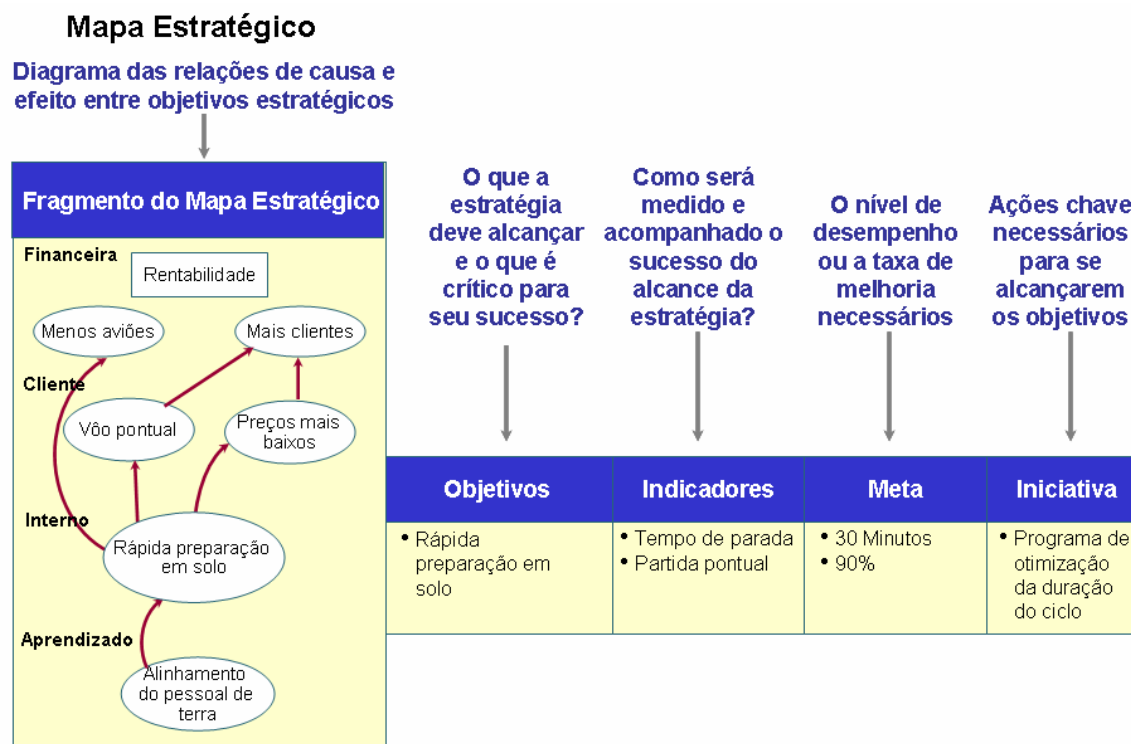 Mapa Estratégico
Diagrama das relações de causa e
efeito entre objetivos estratégicos
Fragmento do Mapa Estratégico
Financeira
Rentabilidade
Menos aviões
Mais clientes
Cliente
Vôo pontual
Preços mais
baixos
Interno
Rápida preparação
em solo
Aprendizado
Alinhamento
do pessoal de
terra
O que a
estratégia
deve alcançar
e o que é
crítico para
seu sucesso?
Como será
medido e
acompanhado o
sucesso do
alcance da
estratégia?
O nível de
desempenho
ou a taxa de
melhoria
necessários
Ações chave
necessários
para se
alcançarem
os objetivos
Objetivos
Indicadores
Meta
Iniciativa
• Rápida
preparação em
solo
• Tempo de parada
• Partida pontual
• 30 Minutos
• 90%
• Programa de
otimização
da duração
do ciclo